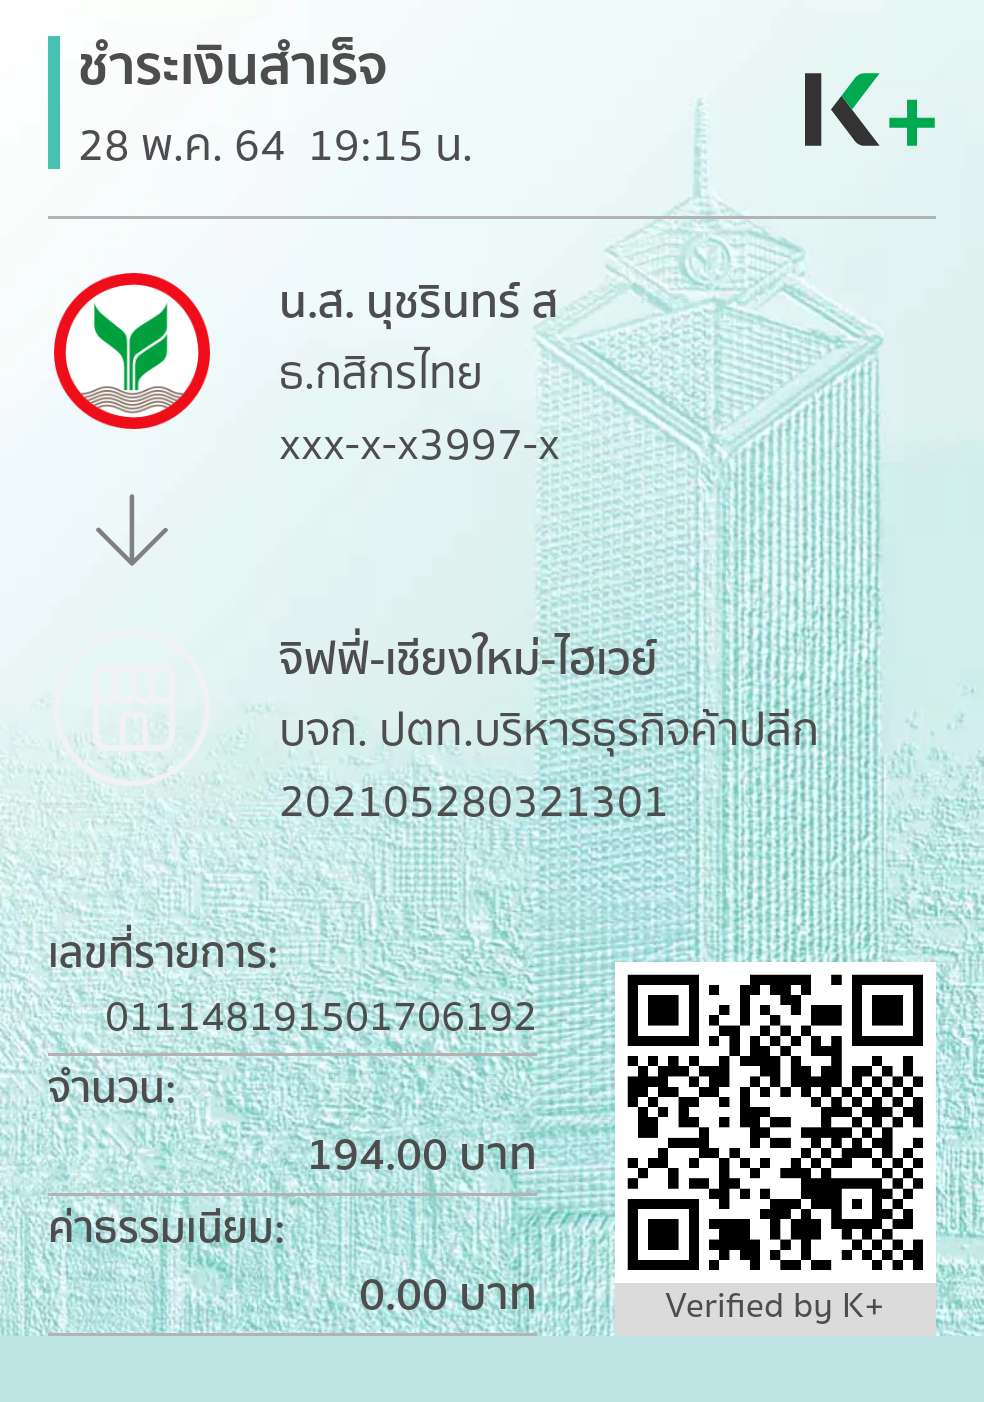 ชำระเงินสำเร็จ
28 พ.ค. 64  19:15 น.
K+
น.ส. นุชรินทร์ ส
ธ.กสิกรไทย
xxx-x-x3997-x
จิฟฟี่-เชียงใหม่-ไฮเวย์
บจก. ปตท.บริหารธุรกิจค้าปลีก
202105280321301
เลขที่รายการ:
011148191501706192
จำนวน:
194.00 บาท
ค่าธรรมเนียม:
0.00 บาท
Verified by K+